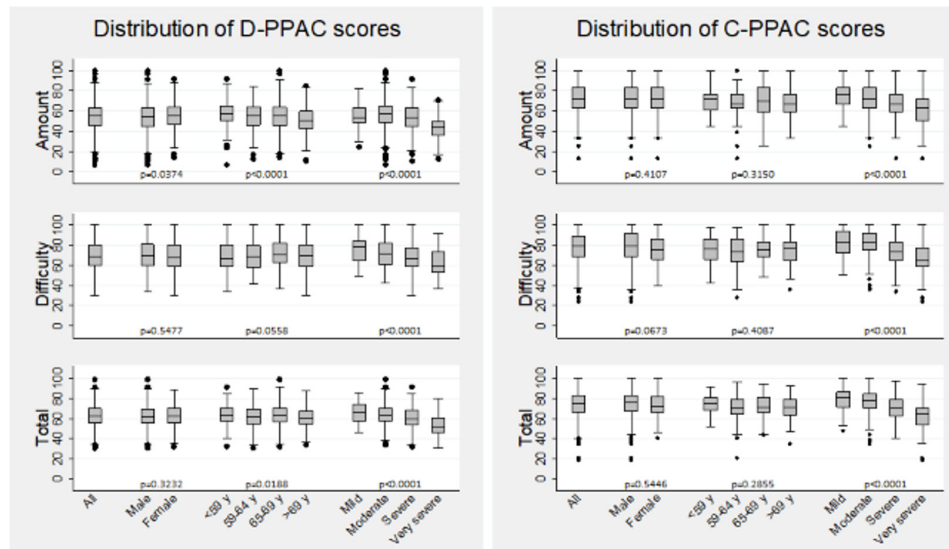 Distribution of D-PPAC scores
Amount
0 20 40 60 80 100
p=0.0374 p<0.0001 p<0.0001
Difficulty
0 20 40 60 80 100
p=0.5477 p=0.0558 p<0.0001
Total
0 20 40 60 80 100
p=0.3232 p=0.0188 p<0.0001
All Male Female <59 y 59-64 y 65-69 y >69 y Mild Moderate Severe Very severe
Distribution of C-PPAC scores
Amount
0 20 40 60 80 100
p=0.4107 p=0.3150 p<0.0001
Difficulty
0 20 40 60 80 100
p=0.0673 p=0.4087 p<0.0001
Total
0 20 40 60 80 100
p=0.5446 p=0.2855 p<0.0001
All Male Female <59 y 59-64 y 65-69 y >69 y Mild Moderate Severe Very severe